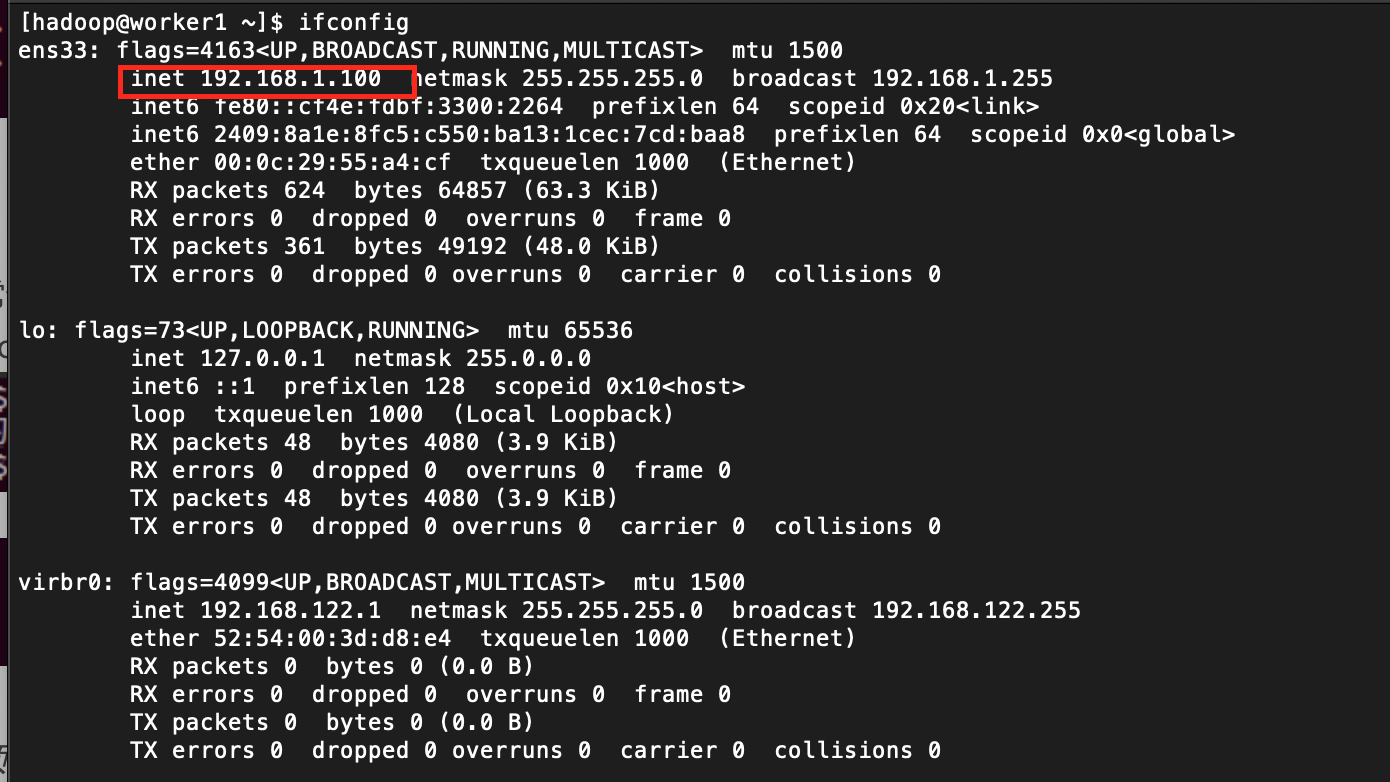 [hadoop@worker1 ~]$ ifconfig
ens33: flags=4163<UP,BROADCAST,RUNNING,MULTICAST>  mtu 1500
        inet 192.168.1.100  netmask 255.255.255.0  broadcast 192.168.1.255
        inet6 fe80::cf4e:fdbf:3300:2264  prefixlen 64  scopeid 0x20<link>
        inet6 2409:8a1e:8fc5:c550:ba13:1cec:7cd:baa8  prefixlen 64  scopeid 0x0<global>
        ether 00:0c:29:55:a4:cf  txqueuelen 1000  (Ethernet)
        RX packets 624  bytes 64857 (63.3 KiB)
        RX errors 0  dropped 0  overruns 0  frame 0
        TX packets 361  bytes 49192 (48.0 KiB)
        TX errors 0  dropped 0 overruns 0  carrier 0  collisions 0

lo: flags=73<UP,LOOPBACK,RUNNING>  mtu 65536
        inet 127.0.0.1  netmask 255.0.0.0
        inet6 ::1  prefixlen 128  scopeid 0x10<host>
        loop  txqueuelen 1000  (Local Loopback)
        RX packets 48  bytes 4080 (3.9 KiB)
        RX errors 0  dropped 0  overruns 0  frame 0
        TX packets 48  bytes 4080 (3.9 KiB)
        TX errors 0  dropped 0 overruns 0  carrier 0  collisions 0

virbr0: flags=4099<UP,BROADCAST,MULTICAST>  mtu 1500
        inet 192.168.122.1  netmask 255.255.255.0  broadcast 192.168.122.255
        ether 52:54:00:3d:d8:e4  txqueuelen 1000  (Ethernet)
        RX packets 0  bytes 0 (0.0 B)
        RX errors 0  dropped 0  overruns 0  frame 0
        TX packets 0  bytes 0 (0.0 B)
        TX errors 0  dropped 0 overruns 0  carrier 0  collisions 0